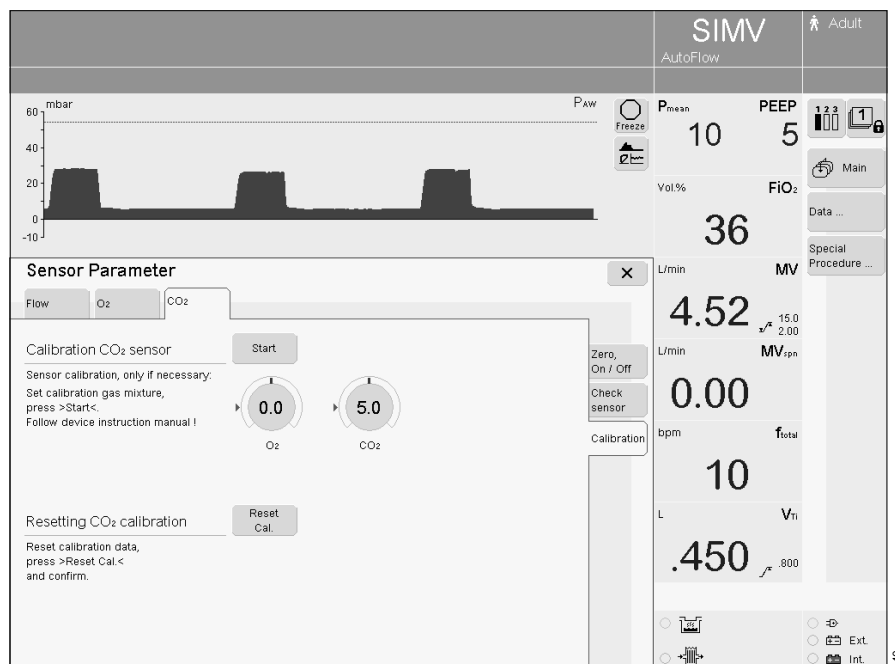 SIMV
AutoFlow
Adult
mbar
PAW
60
40
20
0
-10
Freeze
Pmean PEEP
10 5
1 2 3
1
Main
Vol.% FiO₂
36
Data ...
Special
Procedure ...
L/min MV
4.52 15.0
2.00
L/min MVspn
0.00
bpm ftotal
10
L VTi
.450 .800
Ext.
Int.
Sensor Parameter
Flow O₂ CO₂
Calibration CO₂ sensor Start
Sensor calibration, only if necessary:
Set calibration gas mixture,
press >Start<.
Follow device instruction manual !
0.0 5.0
O₂ CO₂
Zero,
On / Off
Check
sensor
Calibration
Resetting CO₂ calibration Reset
Cal.
Reset calibration data,
press >Reset Cal.<
and confirm.